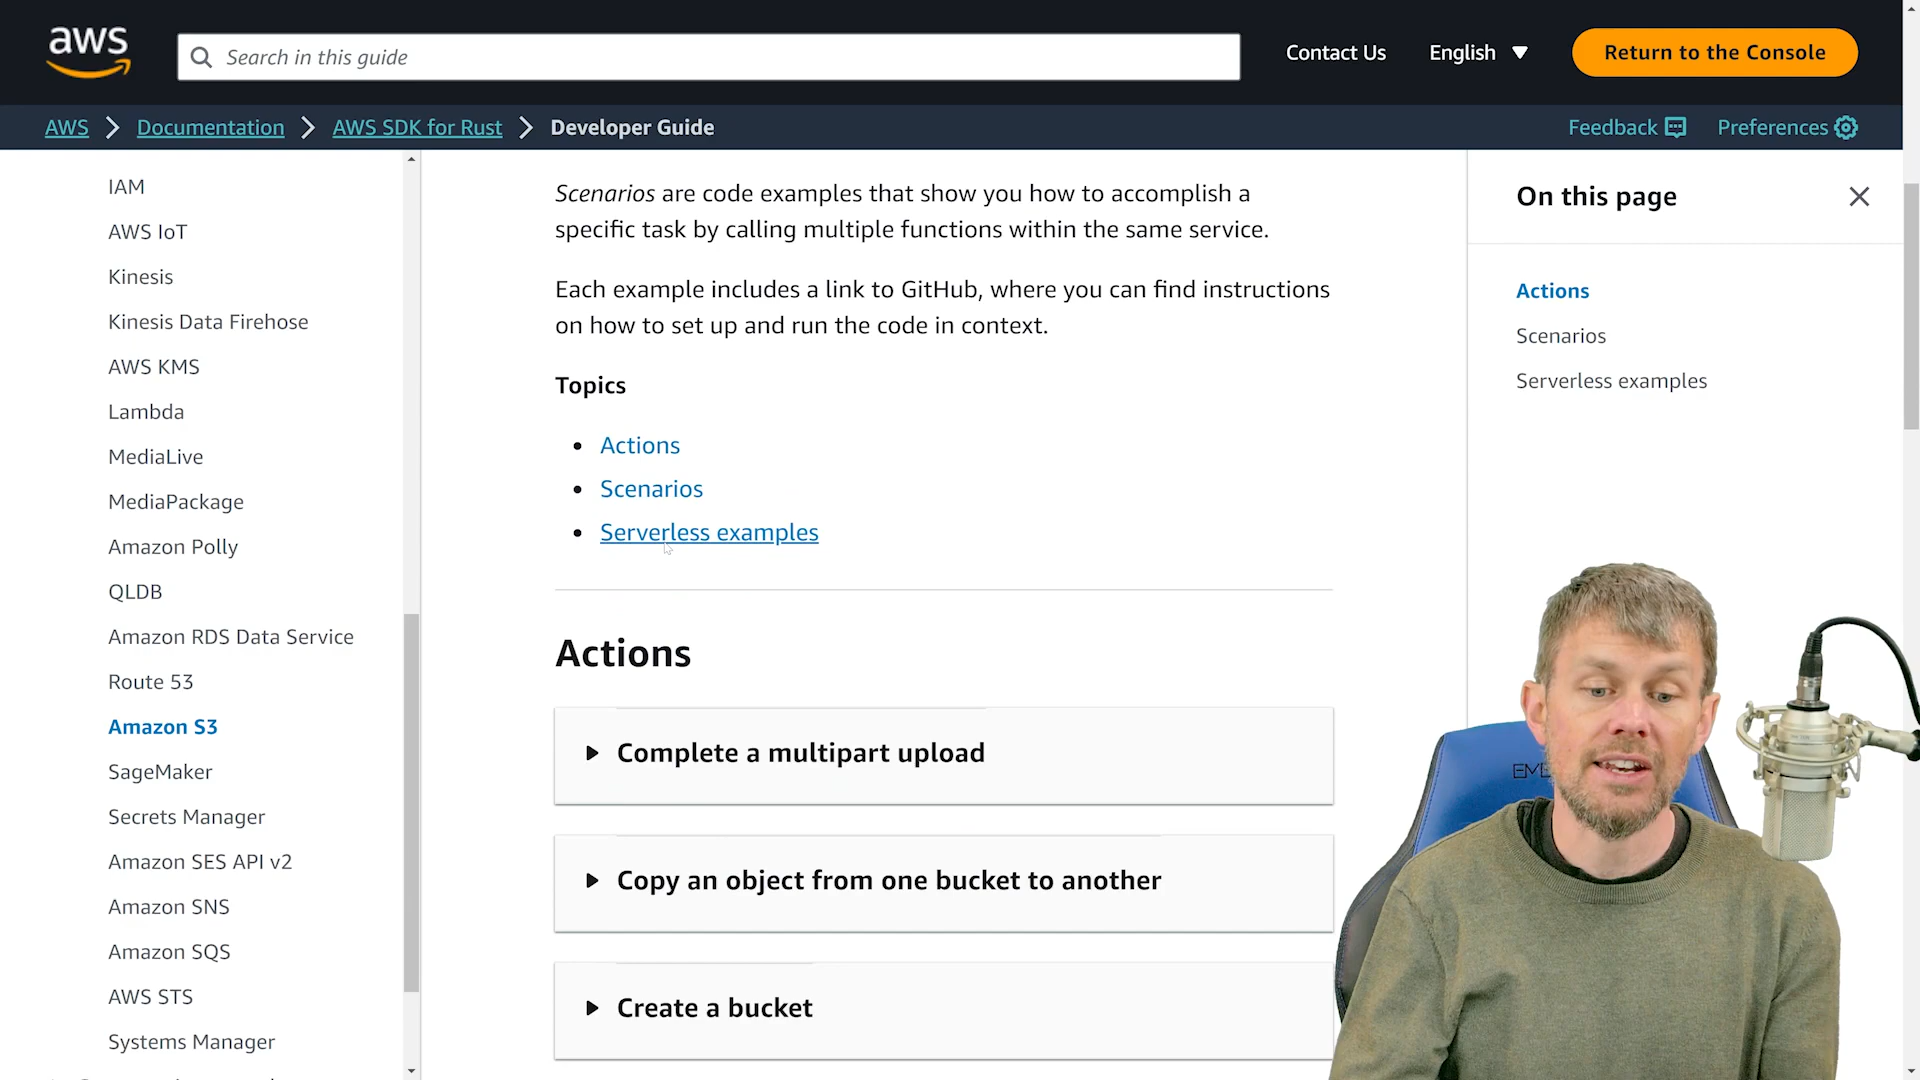 aws
Search in this guide
Contact Us
English
Return to the Console
AWS
Documentation
AWS SDK for Rust
Developer Guide
Feedback
Preferences
IAM
AWS IoT
Kinesis
Kinesis Data Firehose
AWS KMS
Lambda
MediaLive
MediaPackage
Amazon Polly
QLDB
Amazon RDS Data Service
Route 53
Amazon S3
SageMaker
Secrets Manager
Amazon SES API v2
Amazon SNS
Amazon SQS
AWS STS
Systems Manager
Scenarios are code examples that show you how to accomplish a
specific task by calling multiple functions within the same service.
Each example includes a link to GitHub, where you can find instructions
on how to set up and run the code in context.
Topics
• Actions
• Scenarios
• Serverless examples
Actions
Complete a multipart upload
Copy an object from one bucket to another
Create a bucket
On this page
Actions
Scenarios
Serverless examples